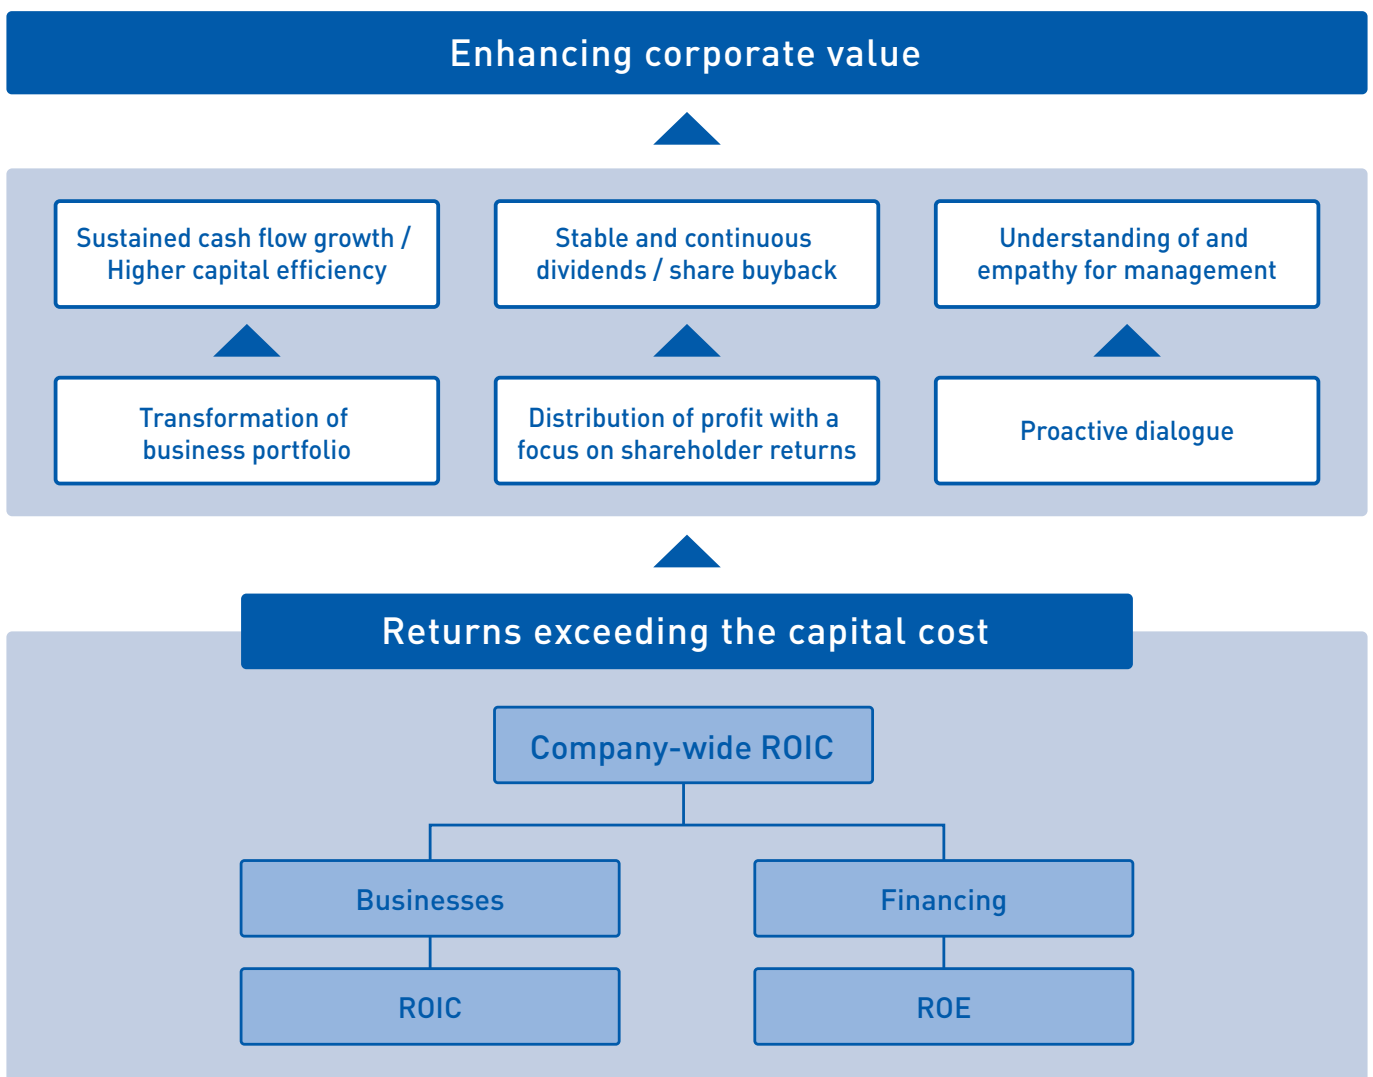 Enhancing corporate value
Sustained cash flow growth /
Higher capital efficiency
Stable and continuous
dividends / share buyback
Understanding of and
empathy for management
Transformation of
business portfolio
Distribution of profit with a
focus on shareholder returns
Proactive dialogue
Returns exceeding the capital cost
Company-wide ROIC
Businesses
Financing
ROIC
ROE